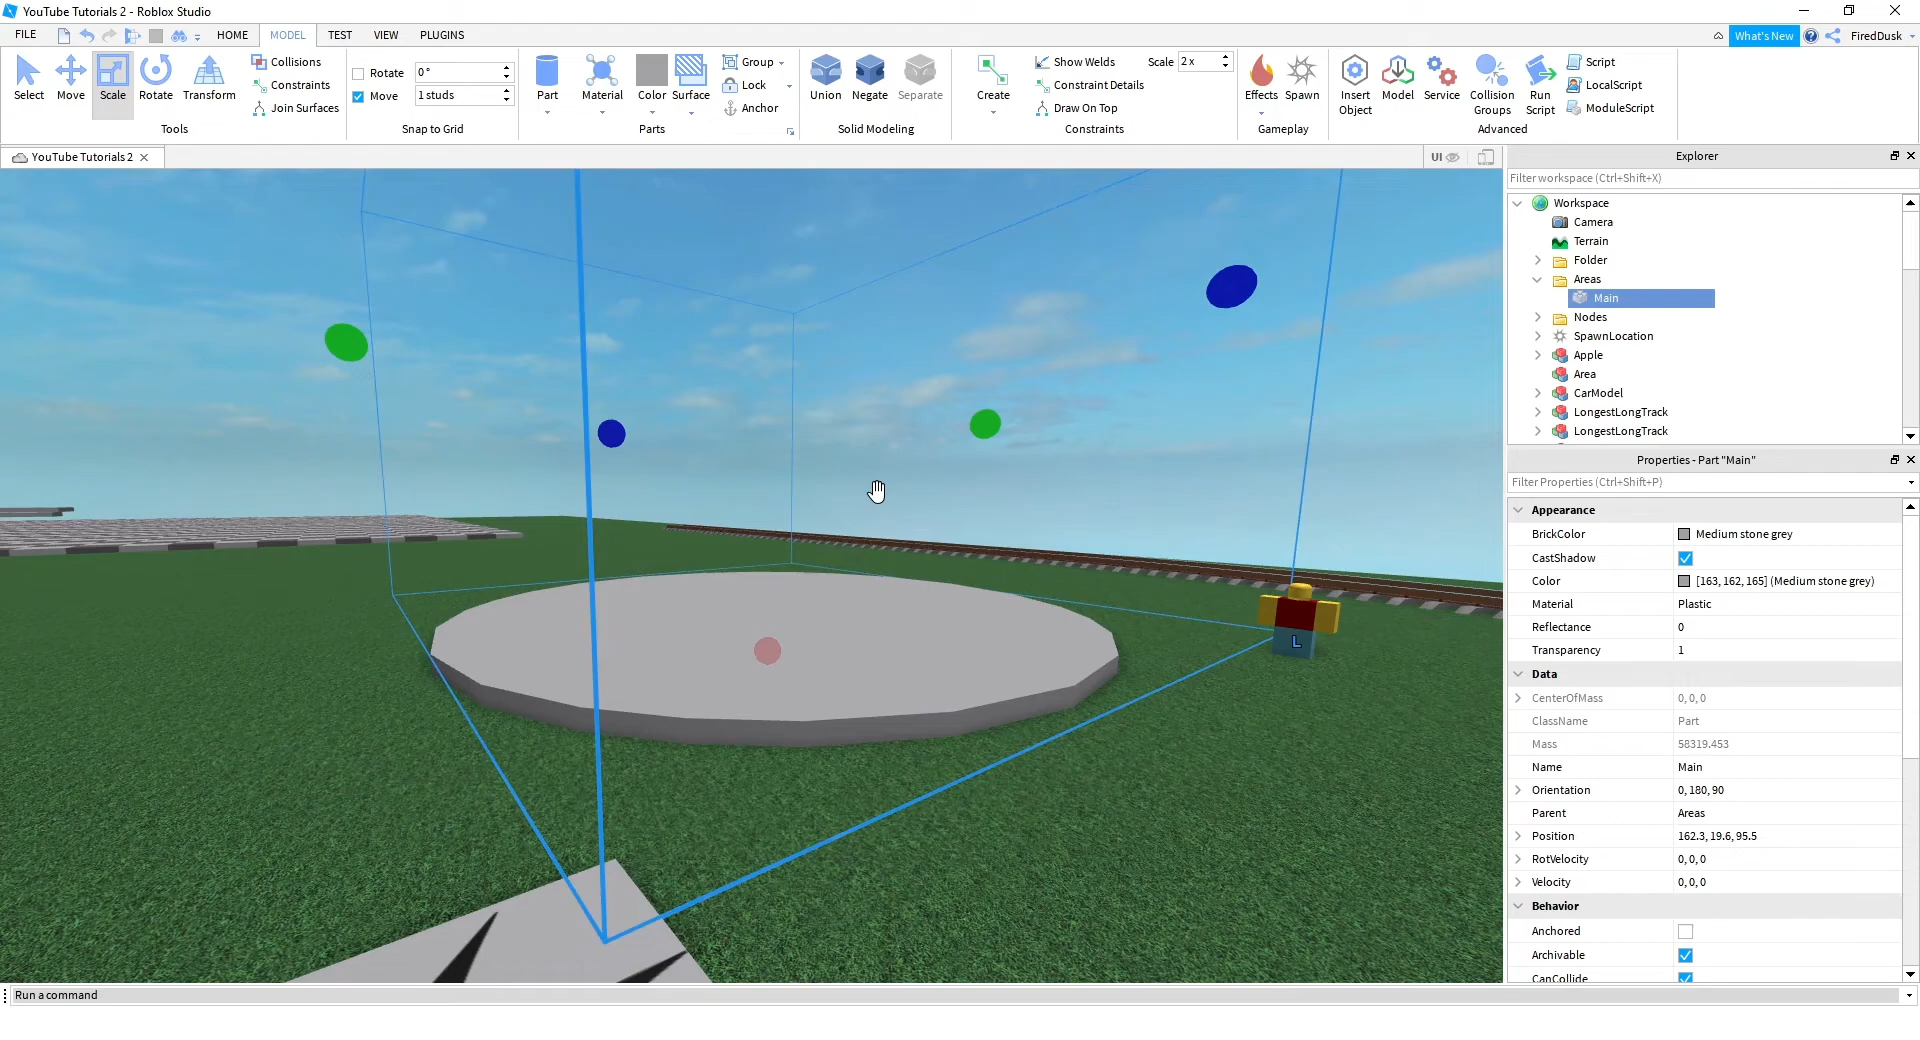 YouTube Tutorials 2 - Roblox Studio
FILE HOME MODEL TEST VIEW PLUGINS What's New FiredDusk
Select Move Scale Rotate Transform
Collisions
Constraints
Join Surfaces
Tools
Rotate 0°
Move 1 studs
Snap to Grid
Part Material Color Surface
Group
Lock
Anchor
Parts
Union Negate Separate
Solid Modeling
Create
Show Welds Scale 2 x
Constraint Details
Draw On Top
Constraints
Effects Spawn
Gameplay
Insert Object
Model
Service
Collision Groups
Run Script
Script
LocalScript
ModuleScript
Advanced
YouTube Tutorials 2
UI
Explorer
Filter workspace (Ctrl+Shift+X)
Workspace
Camera
Terrain
Folder
Areas
Main
Nodes
SpawnLocation
Apple
Area
CarModel
LongestLongTrack
LongestLongTrack
Properties - Part "Main"
Filter Properties (Ctrl+Shift+P)
Appearance
BrickColor Medium stone grey
CastShadow
Color [163, 162, 165] (Medium stone grey)
Material Plastic
Reflectance 0
Transparency 1
Data
CenterOfMass 0, 0, 0
ClassName Part
Mass 58319.453
Name Main
Orientation 0, 180, 90
Parent Areas
Position 162.3, 19.6, 95.5
RotVelocity 0, 0, 0
Velocity 0, 0, 0
Behavior
Anchored
Archivable
CanCollide
L
Run a command